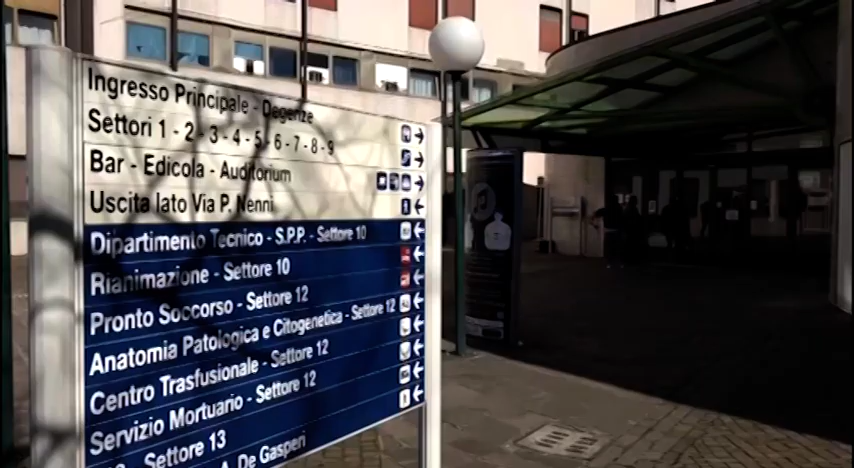 Ingresso Principale - Degenze
Settori 1 - 2 - 3 - 4 - 5 - 6 - 7 - 8 - 9
Bar - Edicola - Auditorium
Uscita lato Via P. Nenni
Dipartimento Tecnico - S.P.P. - Settore 10
Rianimazione - Settore 10
Pronto Soccorso - Settore 12
Anatomia Patologica e Citogenetica - Settore 12
Centro Trasfusionale - Settore 12
Servizio Mortuario - Settore 12
Settore 13
De Gasperi